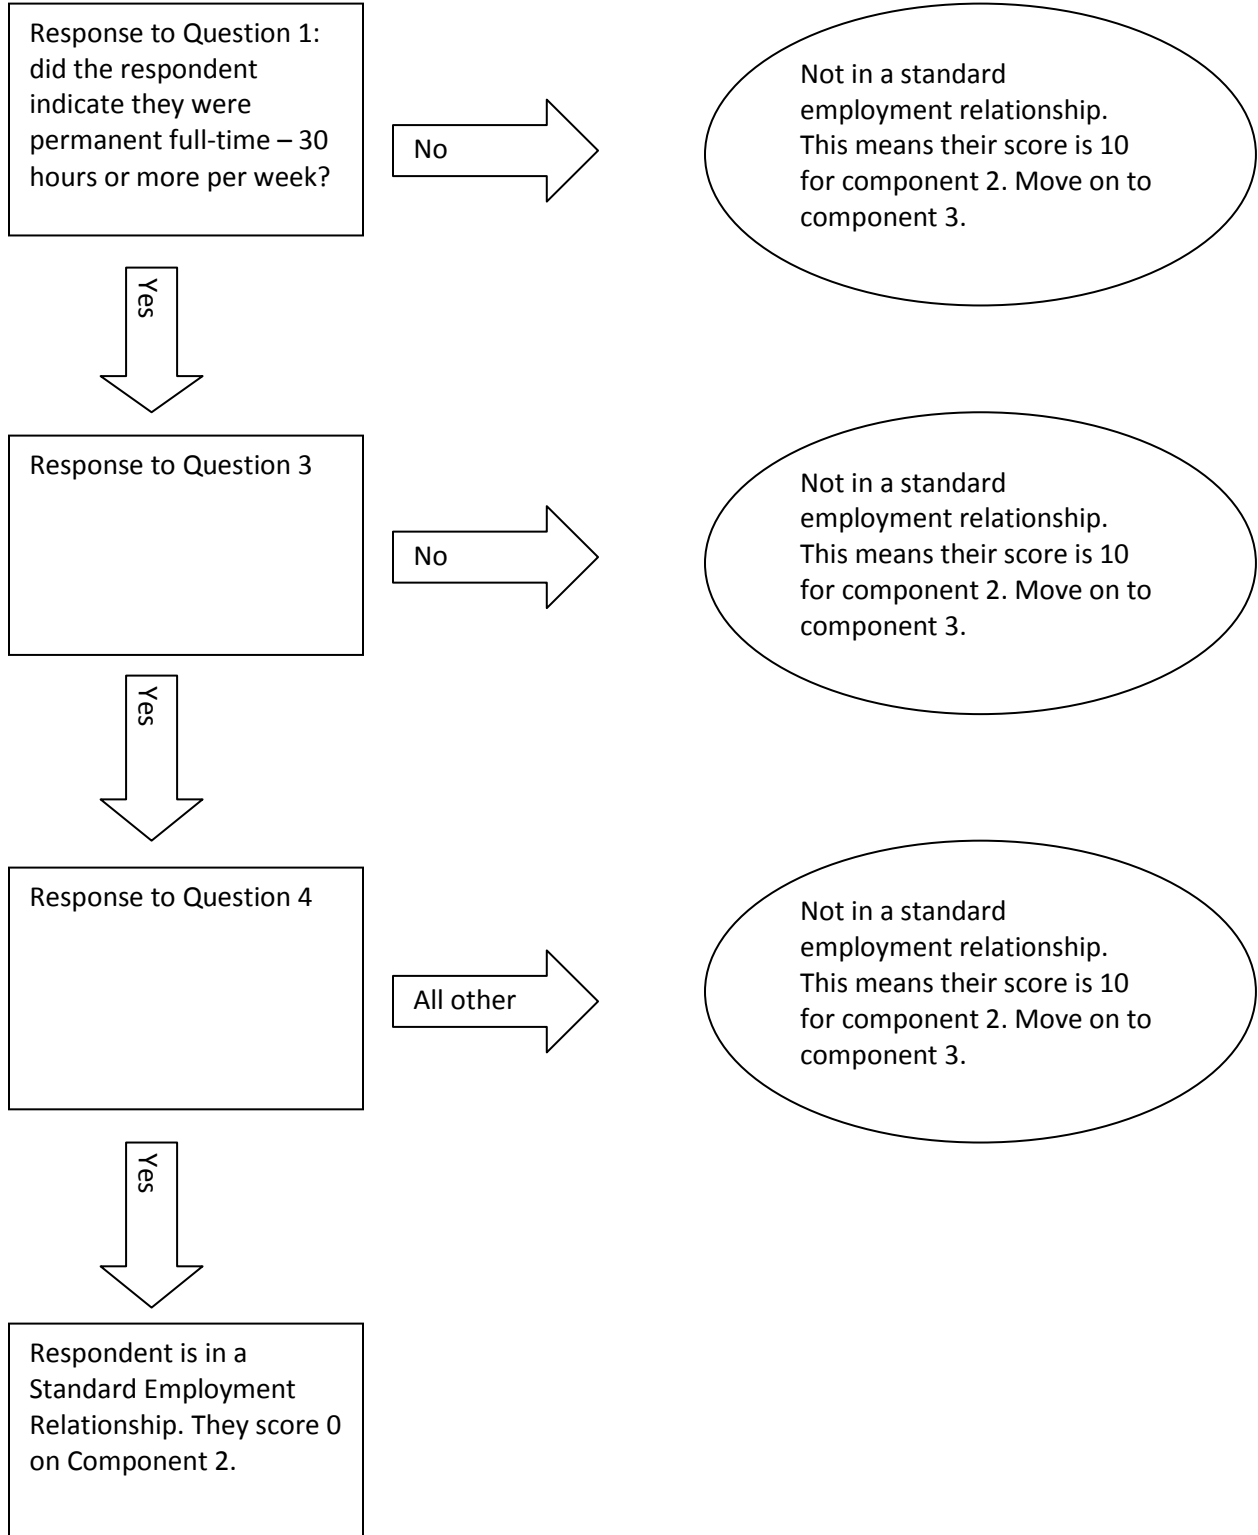 Response to Question 1:
did the respondent
indicate they were
permanent full-time – 30
hours or more per week?
No
Not in a standard
employment relationship.
This means their score is 10
for component 2. Move on to
component 3.
Yes
Response to Question 3
No
Not in a standard
employment relationship.
This means their score is 10
for component 2. Move on to
component 3.
Yes
Response to Question 4
All other
Not in a standard
employment relationship.
This means their score is 10
for component 2. Move on to
component 3.
Yes
Respondent is in a
Standard Employment
Relationship. They score 0
on Component 2.